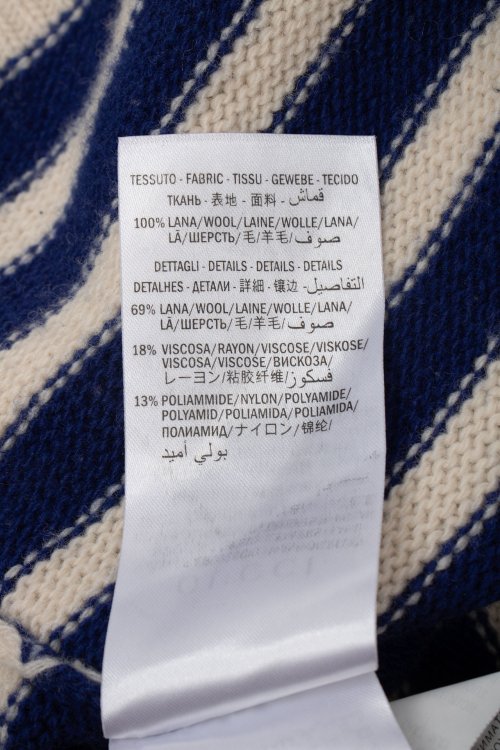 TESSUTO - FABRIC - TISSU - GEWEBE - TECIDO
ТКАНЬ - 表地 - 面料 - قماش
100% LANA/WOOL/LAINE/WOLLE/LANA/
LÃ/ШЕРСТЬ/毛/羊毛/صوف
DETTAGLI - DETAILS - DETAILS - DETAILS
DETALHES - ДЕТАЛИ - 詳細 - 镶边 - التفاصيل
69% LANA/WOOL/LAINE/WOLLE/LANA/
LÃ/ШЕРСТЬ/毛/羊毛/صوف
18% VISCOSA/RAYON/VISCOSE/VISKOSE/
VISCOSA/VISCOSE/ВИСКОЗА/
レーヨン/粘胶纤维/فسكوز
13% POLIAMMIDE/NYLON/POLYAMIDE/
POLYAMID/POLIAMIDA/POLIAMIDA/
ПОЛИАМИД/ナイロン/锦纶/
بولي أميد